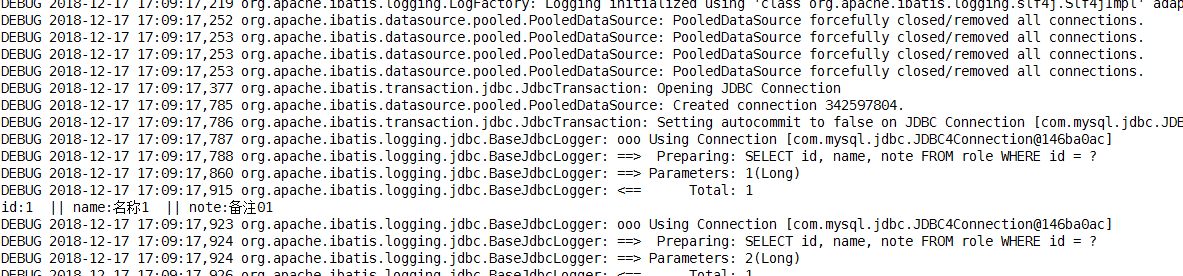 DEBUG 2018-12-17 17:09:17,219 org.apache.ibatis.logging.LogFactory: Logging initialized using 'class org.apache.ibatis.logging.slf4j.Slf4jImpl' adap
DEBUG 2018-12-17 17:09:17,252 org.apache.ibatis.datasource.pooled.PooledDataSource: PooledDataSource forcefully closed/removed all connections.
DEBUG 2018-12-17 17:09:17,253 org.apache.ibatis.datasource.pooled.PooledDataSource: PooledDataSource forcefully closed/removed all connections.
DEBUG 2018-12-17 17:09:17,253 org.apache.ibatis.datasource.pooled.PooledDataSource: PooledDataSource forcefully closed/removed all connections.
DEBUG 2018-12-17 17:09:17,253 org.apache.ibatis.datasource.pooled.PooledDataSource: PooledDataSource forcefully closed/removed all connections.
DEBUG 2018-12-17 17:09:17,377 org.apache.ibatis.transaction.jdbc.JdbcTransaction: Opening JDBC Connection
DEBUG 2018-12-17 17:09:17,785 org.apache.ibatis.datasource.pooled.PooledDataSource: Created connection 342597804.
DEBUG 2018-12-17 17:09:17,786 org.apache.ibatis.transaction.jdbc.JdbcTransaction: Setting autocommit to false on JDBC Connection [com.mysql.jdbc.JDE
DEBUG 2018-12-17 17:09:17,787 org.apache.ibatis.logging.jdbc.BaseJdbcLogger: ooo Using Connection [com.mysql.jdbc.JDBC4Connection@146ba0ac]
DEBUG 2018-12-17 17:09:17,788 org.apache.ibatis.logging.jdbc.BaseJdbcLogger: ==>  Preparing: SELECT id, name, note FROM role WHERE id = ?
DEBUG 2018-12-17 17:09:17,860 org.apache.ibatis.logging.jdbc.BaseJdbcLogger: ==> Parameters: 1(Long)
DEBUG 2018-12-17 17:09:17,915 org.apache.ibatis.logging.jdbc.BaseJdbcLogger: <==      Total: 1
id:1  || name:名称1  || note:备注01
DEBUG 2018-12-17 17:09:17,923 org.apache.ibatis.logging.jdbc.BaseJdbcLogger: ooo Using Connection [com.mysql.jdbc.JDBC4Connection@146ba0ac]
DEBUG 2018-12-17 17:09:17,924 org.apache.ibatis.logging.jdbc.BaseJdbcLogger: ==>  Preparing: SELECT id, name, note FROM role WHERE id = ?
DEBUG 2018-12-17 17:09:17,924 org.apache.ibatis.logging.jdbc.BaseJdbcLogger: ==> Parameters: 2(Long)
DEBUG 2018-12-17 17:09:17,926 org.apache.ibatis.logging.jdbc.BaseJdbcLogger: <==      Total: 1